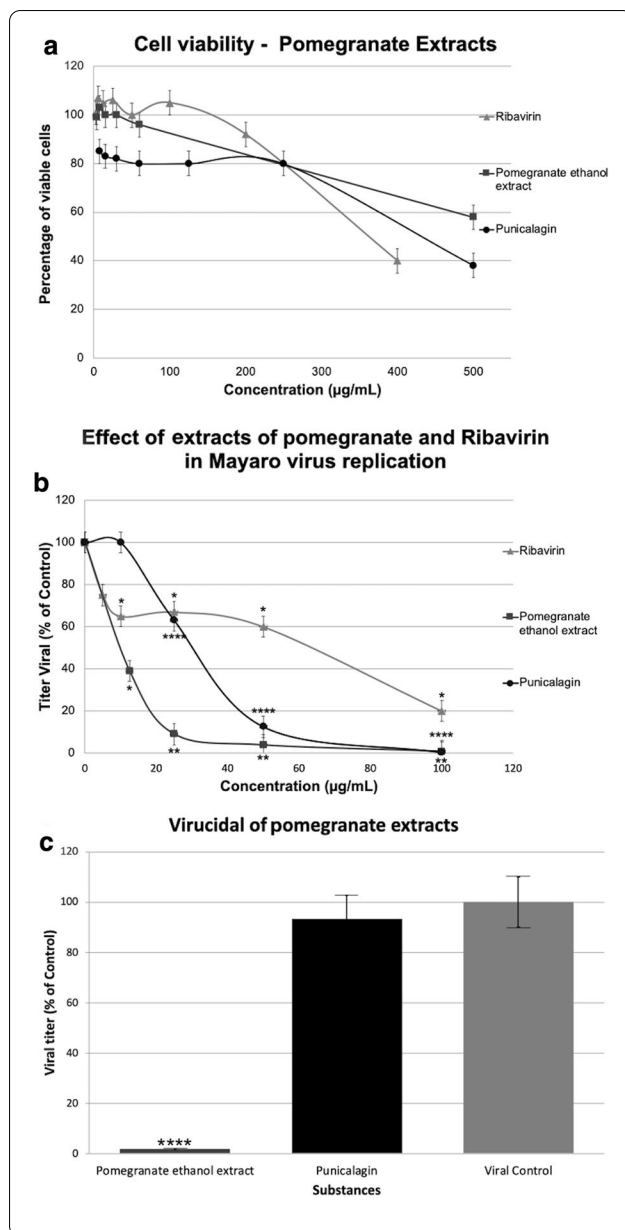 a
Cell viability - Pomegranate Extracts
120
100
80
60
40
20
0
Percentage of viable cells
0
100
200
300
400
500
Concentration (µg/mL)
Ribavirin
Pomegranate ethanol
extract
Punicalagin
Effect of extracts of pomegranate and Ribavirin
in Mayaro virus replication
b
120
100
80
60
40
20
0
Titer Viral (% of Control)
0
20
40
60
80
100
120
Concentration (µg/mL)
*
*
*
*
****
****
****
*
**
**
**
Ribavirin
Pomegranate
ethanol extract
Punicalagin
Virucidal of pomegranate extracts
c
120
100
80
60
40
20
0
Viral titer (% of Control)
****
Pomegranate ethanol extract
Punicalagin
Viral Control
Substances